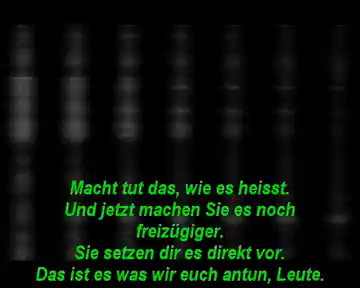 Macht tut das, wie es heisst.
Und jetzt machen Sie es noch
freizügiger.
Sie setzen dir es direkt vor.
Das ist es was wir euch antun, Leute.